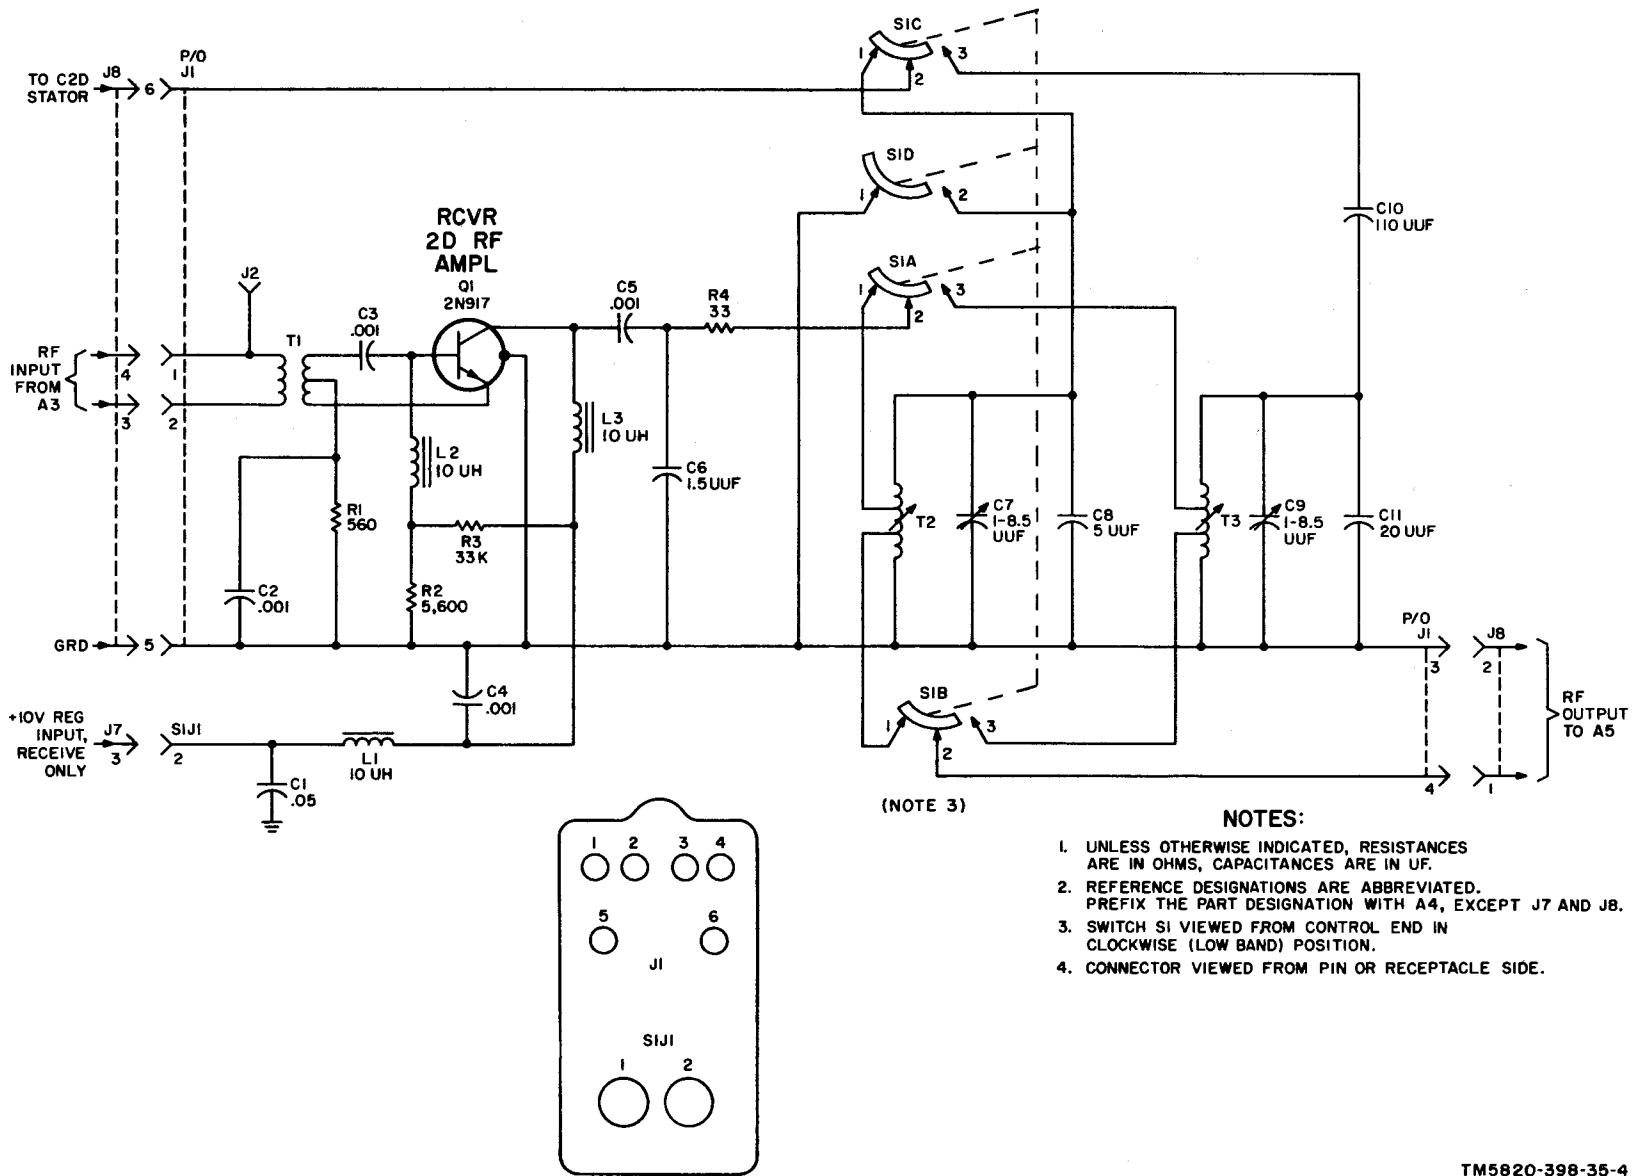 S1C
1
3
2
P/O
J8
J1
TO C2D
STATOR
6
S1D
1
2
RCVR
2D RF
AMPL
Q1
2N917
S1A
1
3
2
C10
110 UUF
J2
C3
.001
C5
.001
R4
33
T1
RF
INPUT
FROM
A3
4
1
3
2
L2
10 UH
L3
10 UH
C6
1.5UUF
R1
560
R3
33K
T2
C7
1-8.5
UUF
C8
5 UUF
T3
C9
1-8.5
UUF
C11
20 UUF
C2
.001
R2
5,600
GRD
5
P/O
J1
J8
3
2
C4
.001
S1B
1
3
2
RF
OUTPUT
TO A5
+10V REG
INPUT,
RECEIVE
ONLY
J7
3
S1J1
2
L1
10 UH
C1
.05
4
1
(NOTE 3)
1 2 3 4
5 6
J1
S1J1
1 2
NOTES:
1. UNLESS OTHERWISE INDICATED, RESISTANCES
ARE IN OHMS, CAPACITANCES ARE IN UF.
2. REFERENCE DESIGNATIONS ARE ABBREVIATED.
PREFIX THE PART DESIGNATION WITH A4, EXCEPT J7 AND J8.
3. SWITCH S1 VIEWED FROM CONTROL END IN
CLOCKWISE (LOW BAND) POSITION.
4. CONNECTOR VIEWED FROM PIN OR RECEPTACLE SIDE.
TM5820-398-35-4